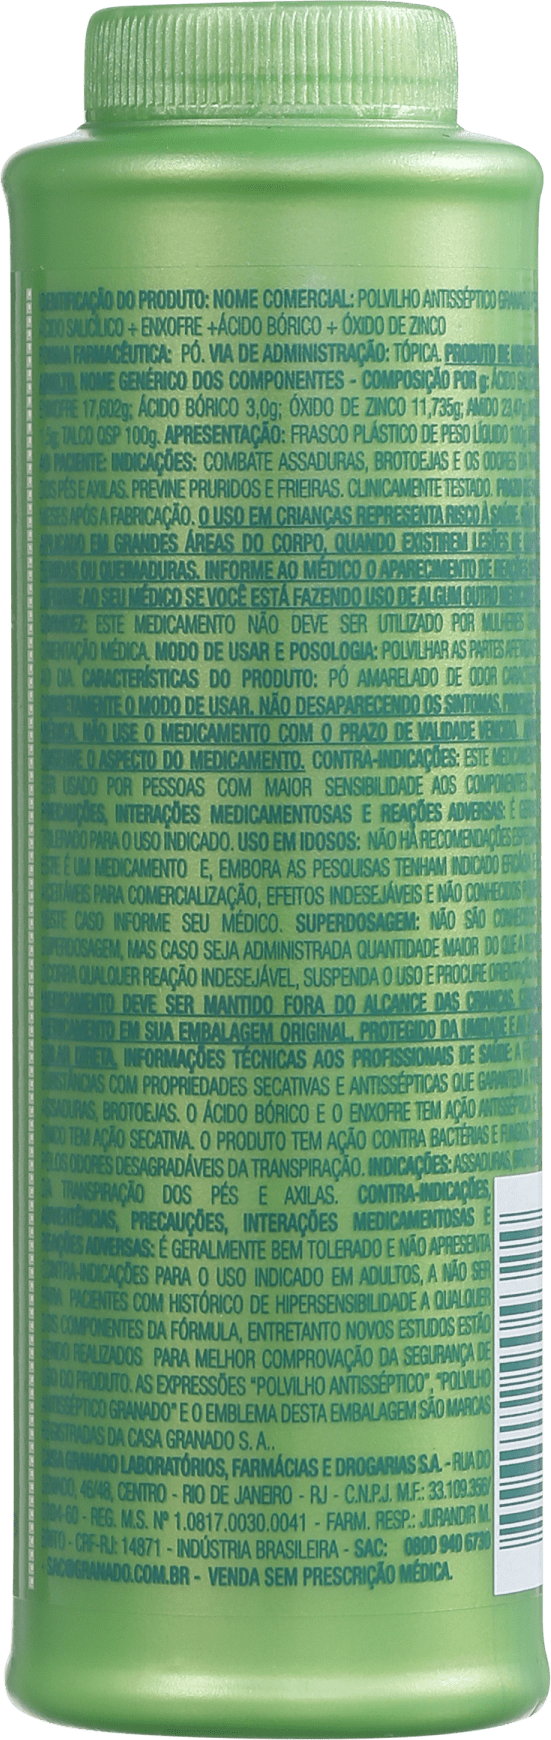 IDENTIFICAÇÃO DO PRODUTO: NOME COMERCIAL: POLVILHO ANTISSÉPTICO
ÁCIDO SALICÍLICO + ENXOFRE +ÁCIDO BÓRICO + ÓXIDO DE ZINCO
FORMA FARMACÊUTICA: PÓ. VIA DE ADMINISTRAÇÃO: TÓPICA. PRODUTO DE
NOME GENÉRICO DOS COMPONENTES - COMPOSIÇÃO POR g: ÁCIDO
17,602g; ÁCIDO BÓRICO 3,0g; ÓXIDO DE ZINCO 11,735g; AMIDO
TALCO QSP 100g. APRESENTAÇÃO: FRASCO PLÁSTICO DE PESO LÍQUIDO
AO PACIENTE: INDICAÇÕES: COMBATE ASSADURAS, BROTOEJAS E OS ODORES
DOS PÉS E AXILAS. PREVINE PRURIDOS E FRIEIRAS. CLINICAMENTE TESTADO.
MESES APÓS A FABRICAÇÃO. O USO EM CRIANÇAS REPRESENTA RISCO À SAÚDE.
APLICADO EM GRANDES ÁREAS DO CORPO, QUANDO EXISTIREM LESÕES DE
OU QUEIMADURAS. INFORME AO MÉDICO O APARECIMENTO DE REAÇÕES
INFORME AO SEU MÉDICO SE VOCÊ ESTÁ FAZENDO USO DE ALGUM OUTRO
ESTE MEDICAMENTO NÃO DEVE SER UTILIZADO POR MULHERES
MÉDICA. MODO DE USAR E POSOLOGIA: POLVILHAR AS PARTES
AO DIA. CARACTERÍSTICAS DO PRODUTO: PÓ AMARELADO DE ODOR
CORRETAMENTE O MODO DE USAR. NÃO DESAPARECENDO OS SINTOMAS,
NÃO USE O MEDICAMENTO COM O PRAZO DE VALIDADE VENCIDO.
O ASPECTO DO MEDICAMENTO. CONTRA-INDICAÇÕES: ESTE
SER USADO POR PESSOAS COM MAIOR SENSIBILIDADE AOS COMPONENTES
PRECAUÇÕES, INTERAÇÕES MEDICAMENTOSAS E REAÇÕES ADVERSAS: É
TOLERADO PARA O USO INDICADO. USO EM IDOSOS: NÃO HÁ RECOMENDAÇÕES
ESTE É UM MEDICAMENTO E, EMBORA AS PESQUISAS TENHAM INDICADO EFICÁCIA
ACEITÁVEIS PARA COMERCIALIZAÇÃO, EFEITOS INDESEJÁVEIS E NÃO CONHECIDOS
NESTE CASO INFORME SEU MÉDICO. SUPERDOSAGEM: NÃO SÃO
SUPERDOSAGEM, MAS CASO SEJA ADMINISTRADA QUANTIDADE MAIOR DO QUE A
OCORRA QUALQUER REAÇÃO INDESEJÁVEL, SUSPENDA O USO E PROCURE
MEDICAMENTO DEVE SER MANTIDO FORA DO ALCANCE DAS CRIANÇAS.
EM SUA EMBALAGEM ORIGINAL, PROTEGIDO DA UMIDADE E
SOLAR DIRETA. INFORMAÇÕES TÉCNICAS AOS PROFISSIONAIS DE SAÚDE: A
SUBSTÂNCIAS COM PROPRIEDADES SECATIVAS E ANTISSÉPTICAS QUE
ASSADURAS, BROTOEJAS. O ÁCIDO BÓRICO E O ENXOFRE TEM AÇÃO
ZINCO TEM AÇÃO SECATIVA. O PRODUTO TEM AÇÃO CONTRA BACTÉRIAS E
PELOS ODORES DESAGRADÁVEIS DA TRANSPIRAÇÃO. INDICAÇÕES: ASSADURAS,
DA TRANSPIRAÇÃO DOS PÉS E AXILAS. CONTRA-INDICAÇÕES,
ADVERTÊNCIAS, PRECAUÇÕES, INTERAÇÕES MEDICAMENTOSAS E
REAÇÕES ADVERSAS: É GERALMENTE BEM TOLERADO E NÃO APRESENTA
CONTRA-INDICAÇÕES PARA O USO INDICADO EM ADULTOS, A NÃO SER
PARA PACIENTES COM HISTÓRICO DE HIPERSENSIBILIDADE A QUALQUER
DOS COMPONENTES DA FÓRMULA, ENTRETANTO NOVOS ESTUDOS ESTÃO
SENDO REALIZADOS PARA MELHOR COMPROVAÇÃO DA SEGURANÇA DE
USO DO PRODUTO. AS EXPRESSÕES "POLVILHO ANTISSÉPTICO", "POLVILHO
ANTISSÉPTICO GRANADO" E O EMBLEMA DESTA EMBALAGEM SÃO MARCAS
REGISTRADAS DA CASA GRANADO S. A..
CASA GRANADO LABORATÓRIOS, FARMÁCIAS E DROGARIAS S.A. - RUA DO
46/48, CENTRO - RIO DE JANEIRO - RJ - C.N.P.J. M.F.: 33.109.356/
REG. M.S. Nº 1.0817.0030.0041 - FARM. RESP.: JURANDIR M.
CRF-RJ: 14871 - INDÚSTRIA BRASILEIRA - SAC: 0800 940 6730
- SAC@GRANADO.COM.BR - VENDA SEM PRESCRIÇÃO MÉDICA.